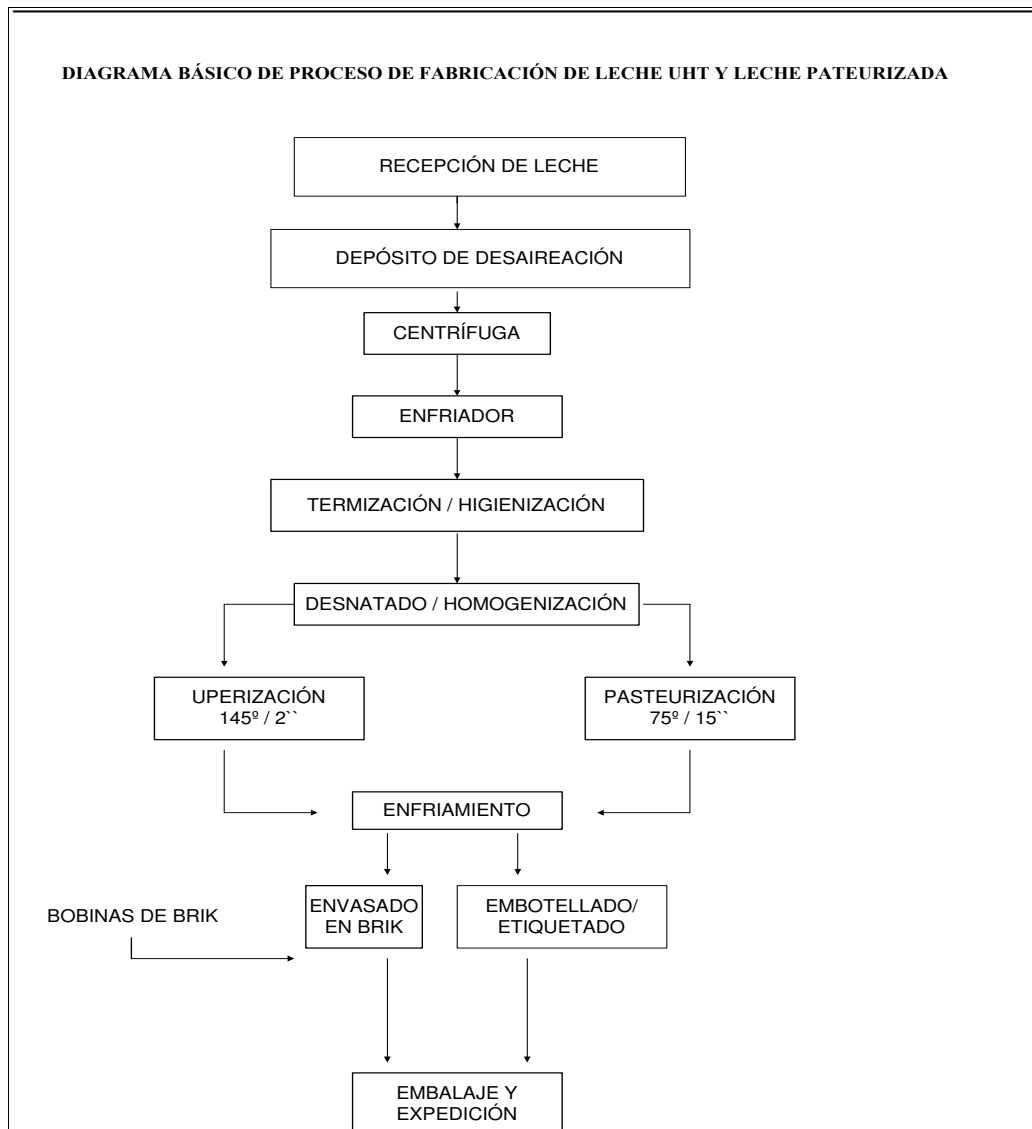 DIAGRAMA BÁSICO DE PROCESO DE FABRICACIÓN DE LECHE UHT Y LECHE PATEURIZADA
RECEPCIÓN DE LECHE
DEPÓSITO DE DESAIREACIÓN
CENTRÍFUGA
ENFRIADOR
TERMIZACIÓN / HIGIENIZACIÓN
DESNATADO / HOMOGENIZACIÓN
UPERIZACIÓN
145º / 2``
PASTEURIZACIÓN
75º / 15``
ENFRIAMIENTO
BOBINAS DE BRIK
ENVASADO
EN BRIK
EMBOTELLADO/
ETIQUETADO
EMBALAJE Y
EXPEDICIÓN